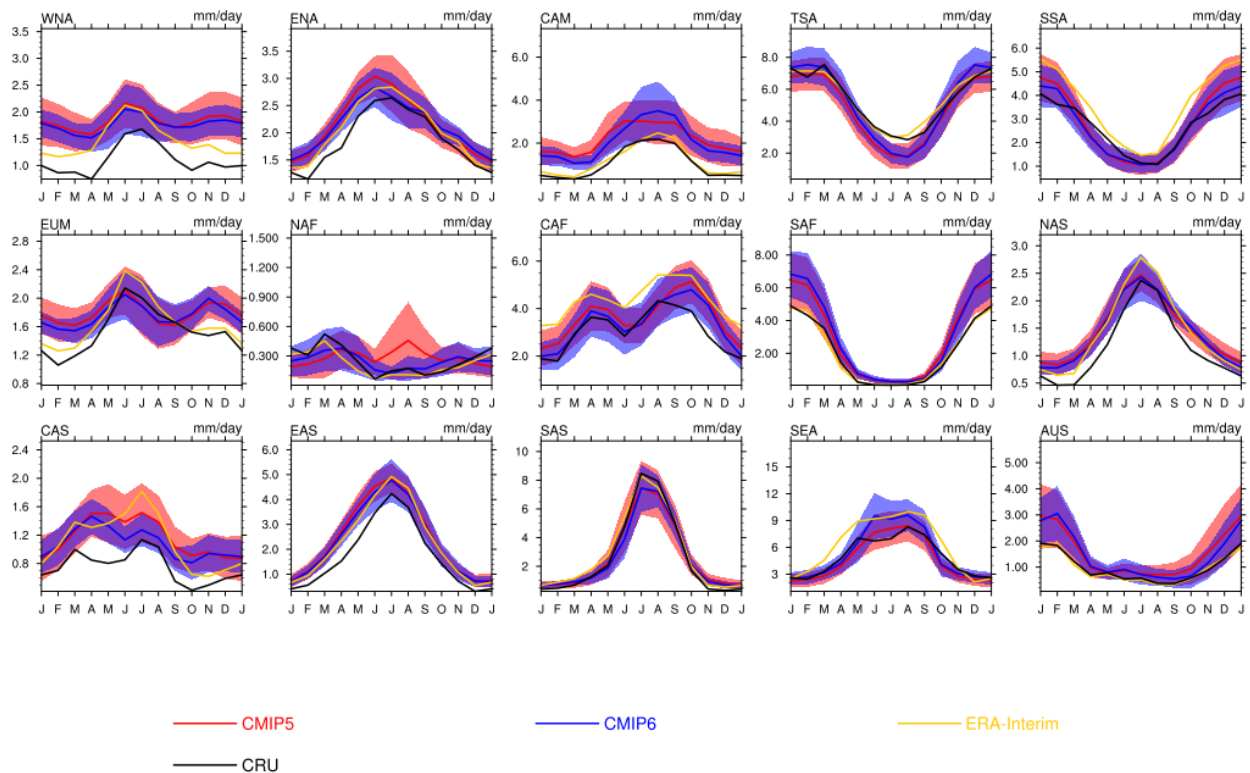 WNA mm/day ENA mm/day CAM mm/day TSA mm/day SSA mm/day
3.5 3.5 6.0 8.0 6.0
3.0 3.0 6.0 5.0
2.5 2.5 4.0 4.0
2.0 2.0 4.0 3.0
1.5 1.5 2.0 2.0 2.0
1.0 1.0
J F M A M J J A S O N D J J F M A M J J A S O N D J J F M A M J J A S O N D J J F M A M J J A S O N D J J F M A M J J A S O N D J
EUM mm/day NAF mm/day CAF mm/day SAF mm/day NAS mm/day
2.8 1.500 8.00 3.0
2.4 1.200 6.0 6.00 2.5
2.0 0.900 4.0 4.00 2.0
1.6 0.600 1.5
1.2 0.300 2.0 2.00 1.0
0.8 0.5
J F M A M J J A S O N D J J F M A M J J A S O N D J J F M A M J J A S O N D J J F M A M J J A S O N D J J F M A M J J A S O N D J
CAS mm/day EAS mm/day SAS mm/day SEA mm/day AUS mm/day
2.4 6.0 10 15 5.00
2.0 5.0 8 12 4.00
1.6 4.0 6 9 3.00
1.2 3.0 4 6 2.00
0.8 2.0 2 3 1.00
1.0
J F M A M J J A S O N D J J F M A M J J A S O N D J J F M A M J J A S O N D J J F M A M J J A S O N D J J F M A M J J A S O N D J
CMIP5 CMIP6 ERA-Interim
CRU